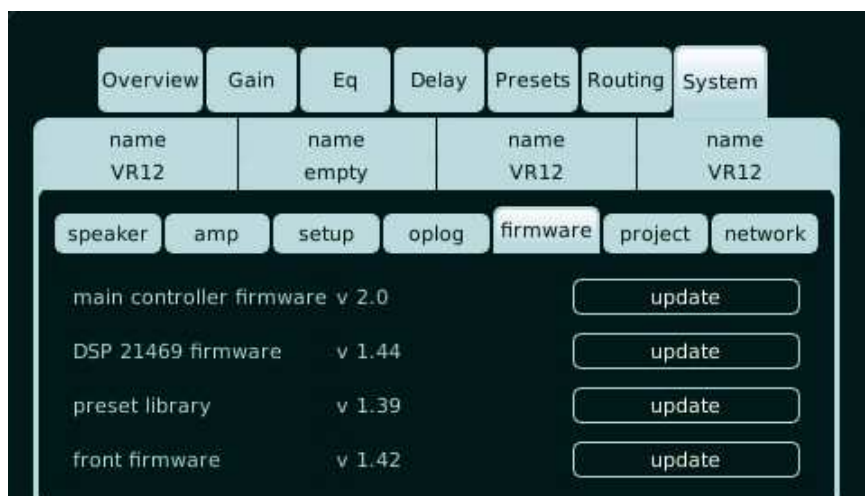 Overview Gain Eq Delay Presets Routing System
name name name name
VR12 empty VR12 VR12
speaker amp setup oplog firmware project network
main controller firmware v 2.0 update
DSP 21469 firmware v 1.44 update
preset library v 1.39 update
front firmware v 1.42 update